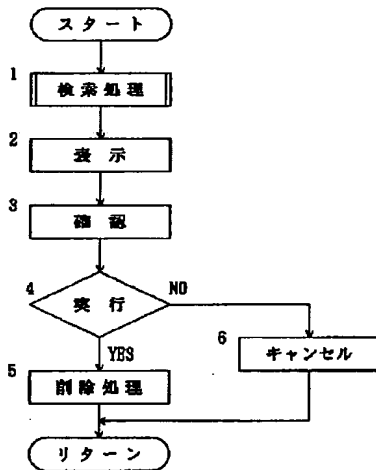 スタート
1
検索処理
2
表示
3
確認
4
実行
NO
YES
5
削除処理
6
キャンセル
リターン